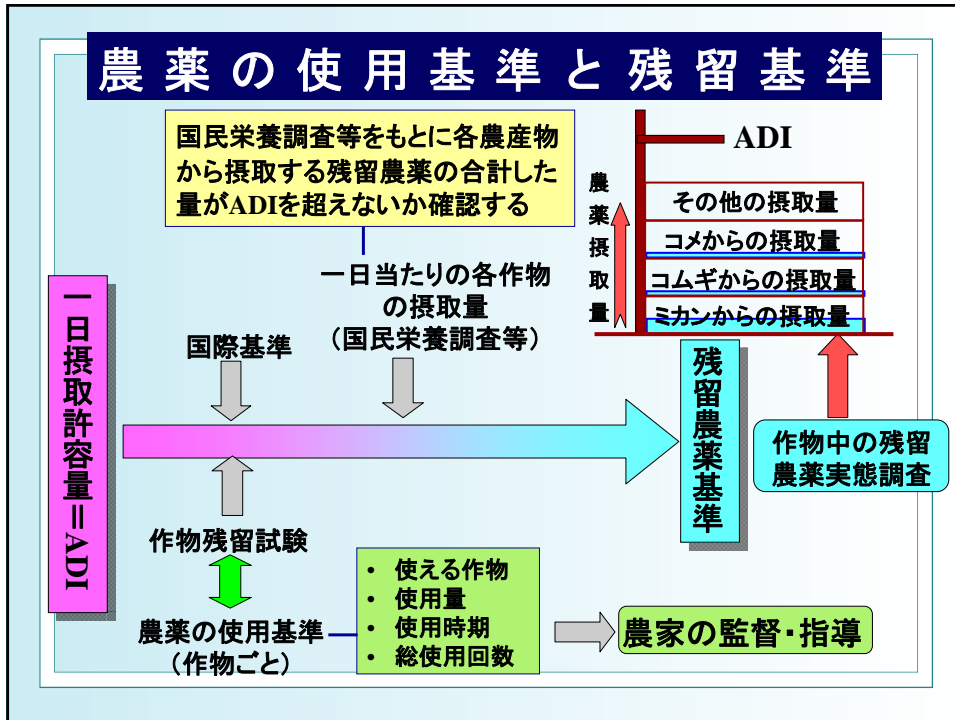 農薬の使用基準と残留基準
国民栄養調査等をもとに各農産物
から摂取する残留農薬の合計した
量がADIを超えないか確認する
ADI
農薬摂取量
その他の摂取量
コメからの摂取量
コムギからの摂取量
ミカンからの摂取量
一日当たりの各作物
の摂取量
（国民栄養調査等）
国際基準
一日摂取許容量＝ADI
残留農薬基準
作物中の残留
農薬実態調査
作物残留試験
農薬の使用基準
（作物ごと）
• 使える作物
• 使用量
• 使用時期
• 総使用回数
農家の監督・指導